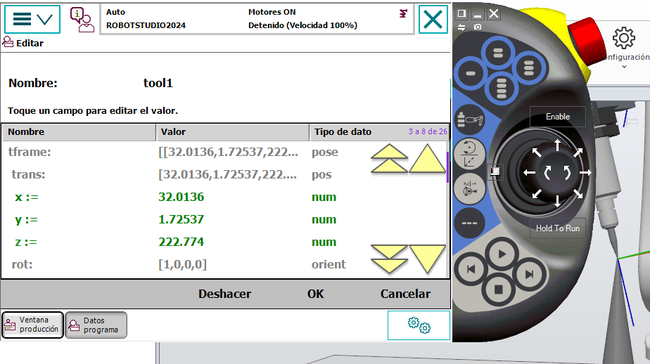 Auto
Motores ON
ROBOTSTUDIO2024
Detenido (Velocidad 100%)
Editar
Nombre:
tool1
Toque un campo para editar el valor.
Nombre
Valor
Tipo de dato
3 a 8 de 26
tframe:
[[32.0136,1.72537,222....
pose
trans:
[32.0136,1.72537,222....
pos
x :=
32.0136
num
y :=
1.72537
num
z :=
222.774
num
rot:
[1,0,0,0]
orient
Deshacer
OK
Cancelar
Ventana
producción
Datos
programa
Enable
Hold To Run
nfiguración